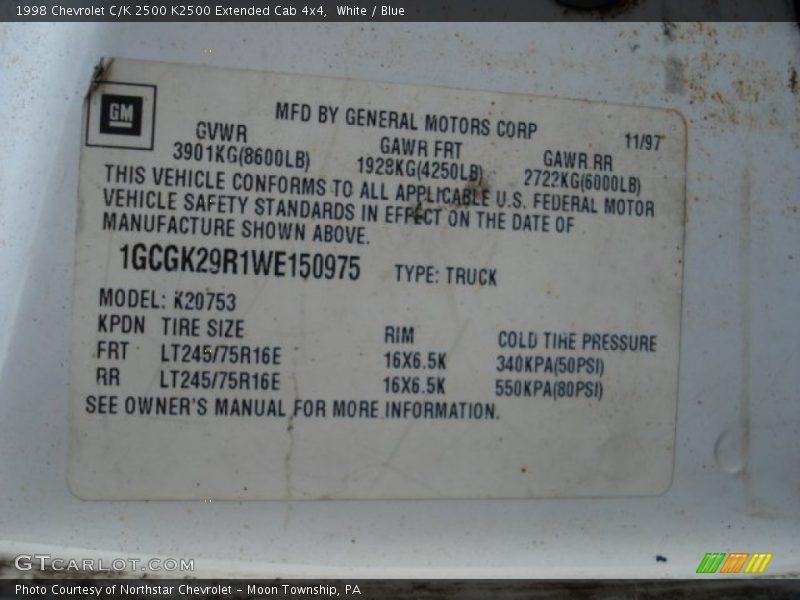 1998 Chevrolet C/K 2500 K2500 Extended Cab 4x4, White / Blue
GM
MFD BY GENERAL MOTORS CORP
11/97
GVWR GAWR FRT GAWR RR
3901KG(8600LB) 1928KG(4250LB) 2722KG(6000LB)
THIS VEHICLE CONFORMS TO ALL APPLICABLE U.S. FEDERAL MOTOR
VEHICLE SAFETY STANDARDS IN EFFECT ON THE DATE OF
MANUFACTURE SHOWN ABOVE.
1GCGK29R1WE150975 TYPE: TRUCK
MODEL: K20753
KPDN TIRE SIZE RIM COLD TIRE PRESSURE
FRT LT245/75R16E 16X6.5K 340KPA(50PSI)
RR LT245/75R16E 16X6.5K 550KPA(80PSI)
SEE OWNER'S MANUAL FOR MORE INFORMATION.
GTCARLOT.COM
Photo Courtesy of Northstar Chevrolet - Moon Township, PA